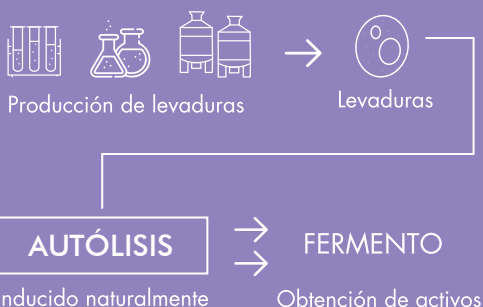 Producción de levaduras
Levaduras
AUTÓLISIS
FERMENTO
nducido naturalmente
Obtención de activos